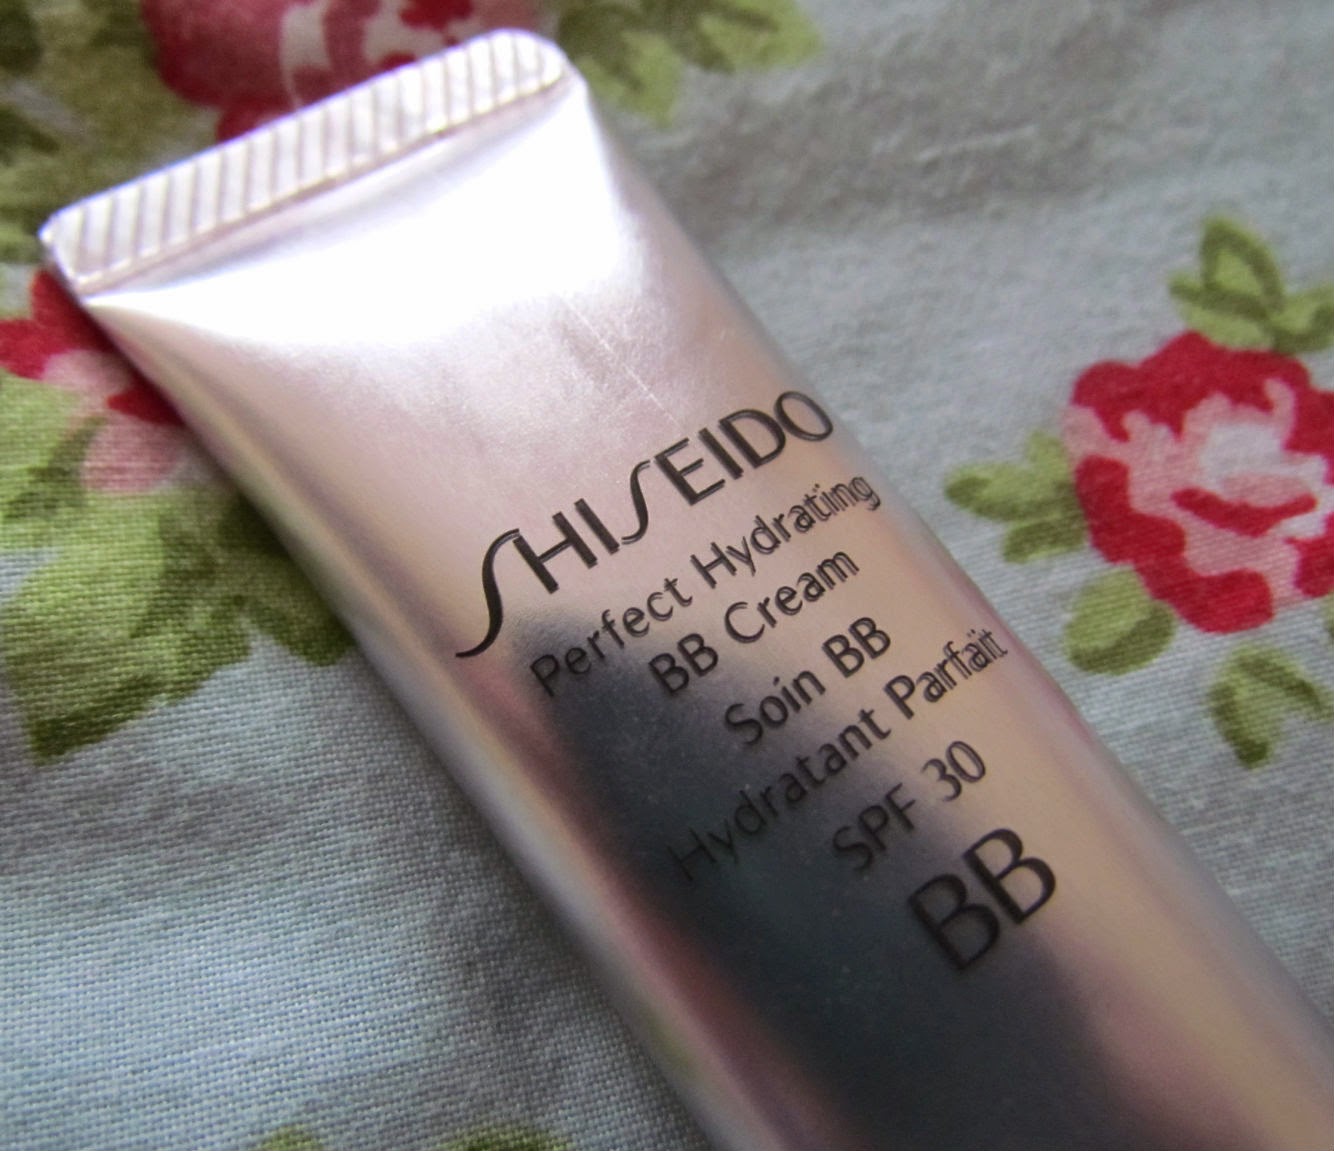 SHISEIDO
Perfect Hydrating
BB Cream
Soin BB
Hydratant Parfait
SPF 30
BB